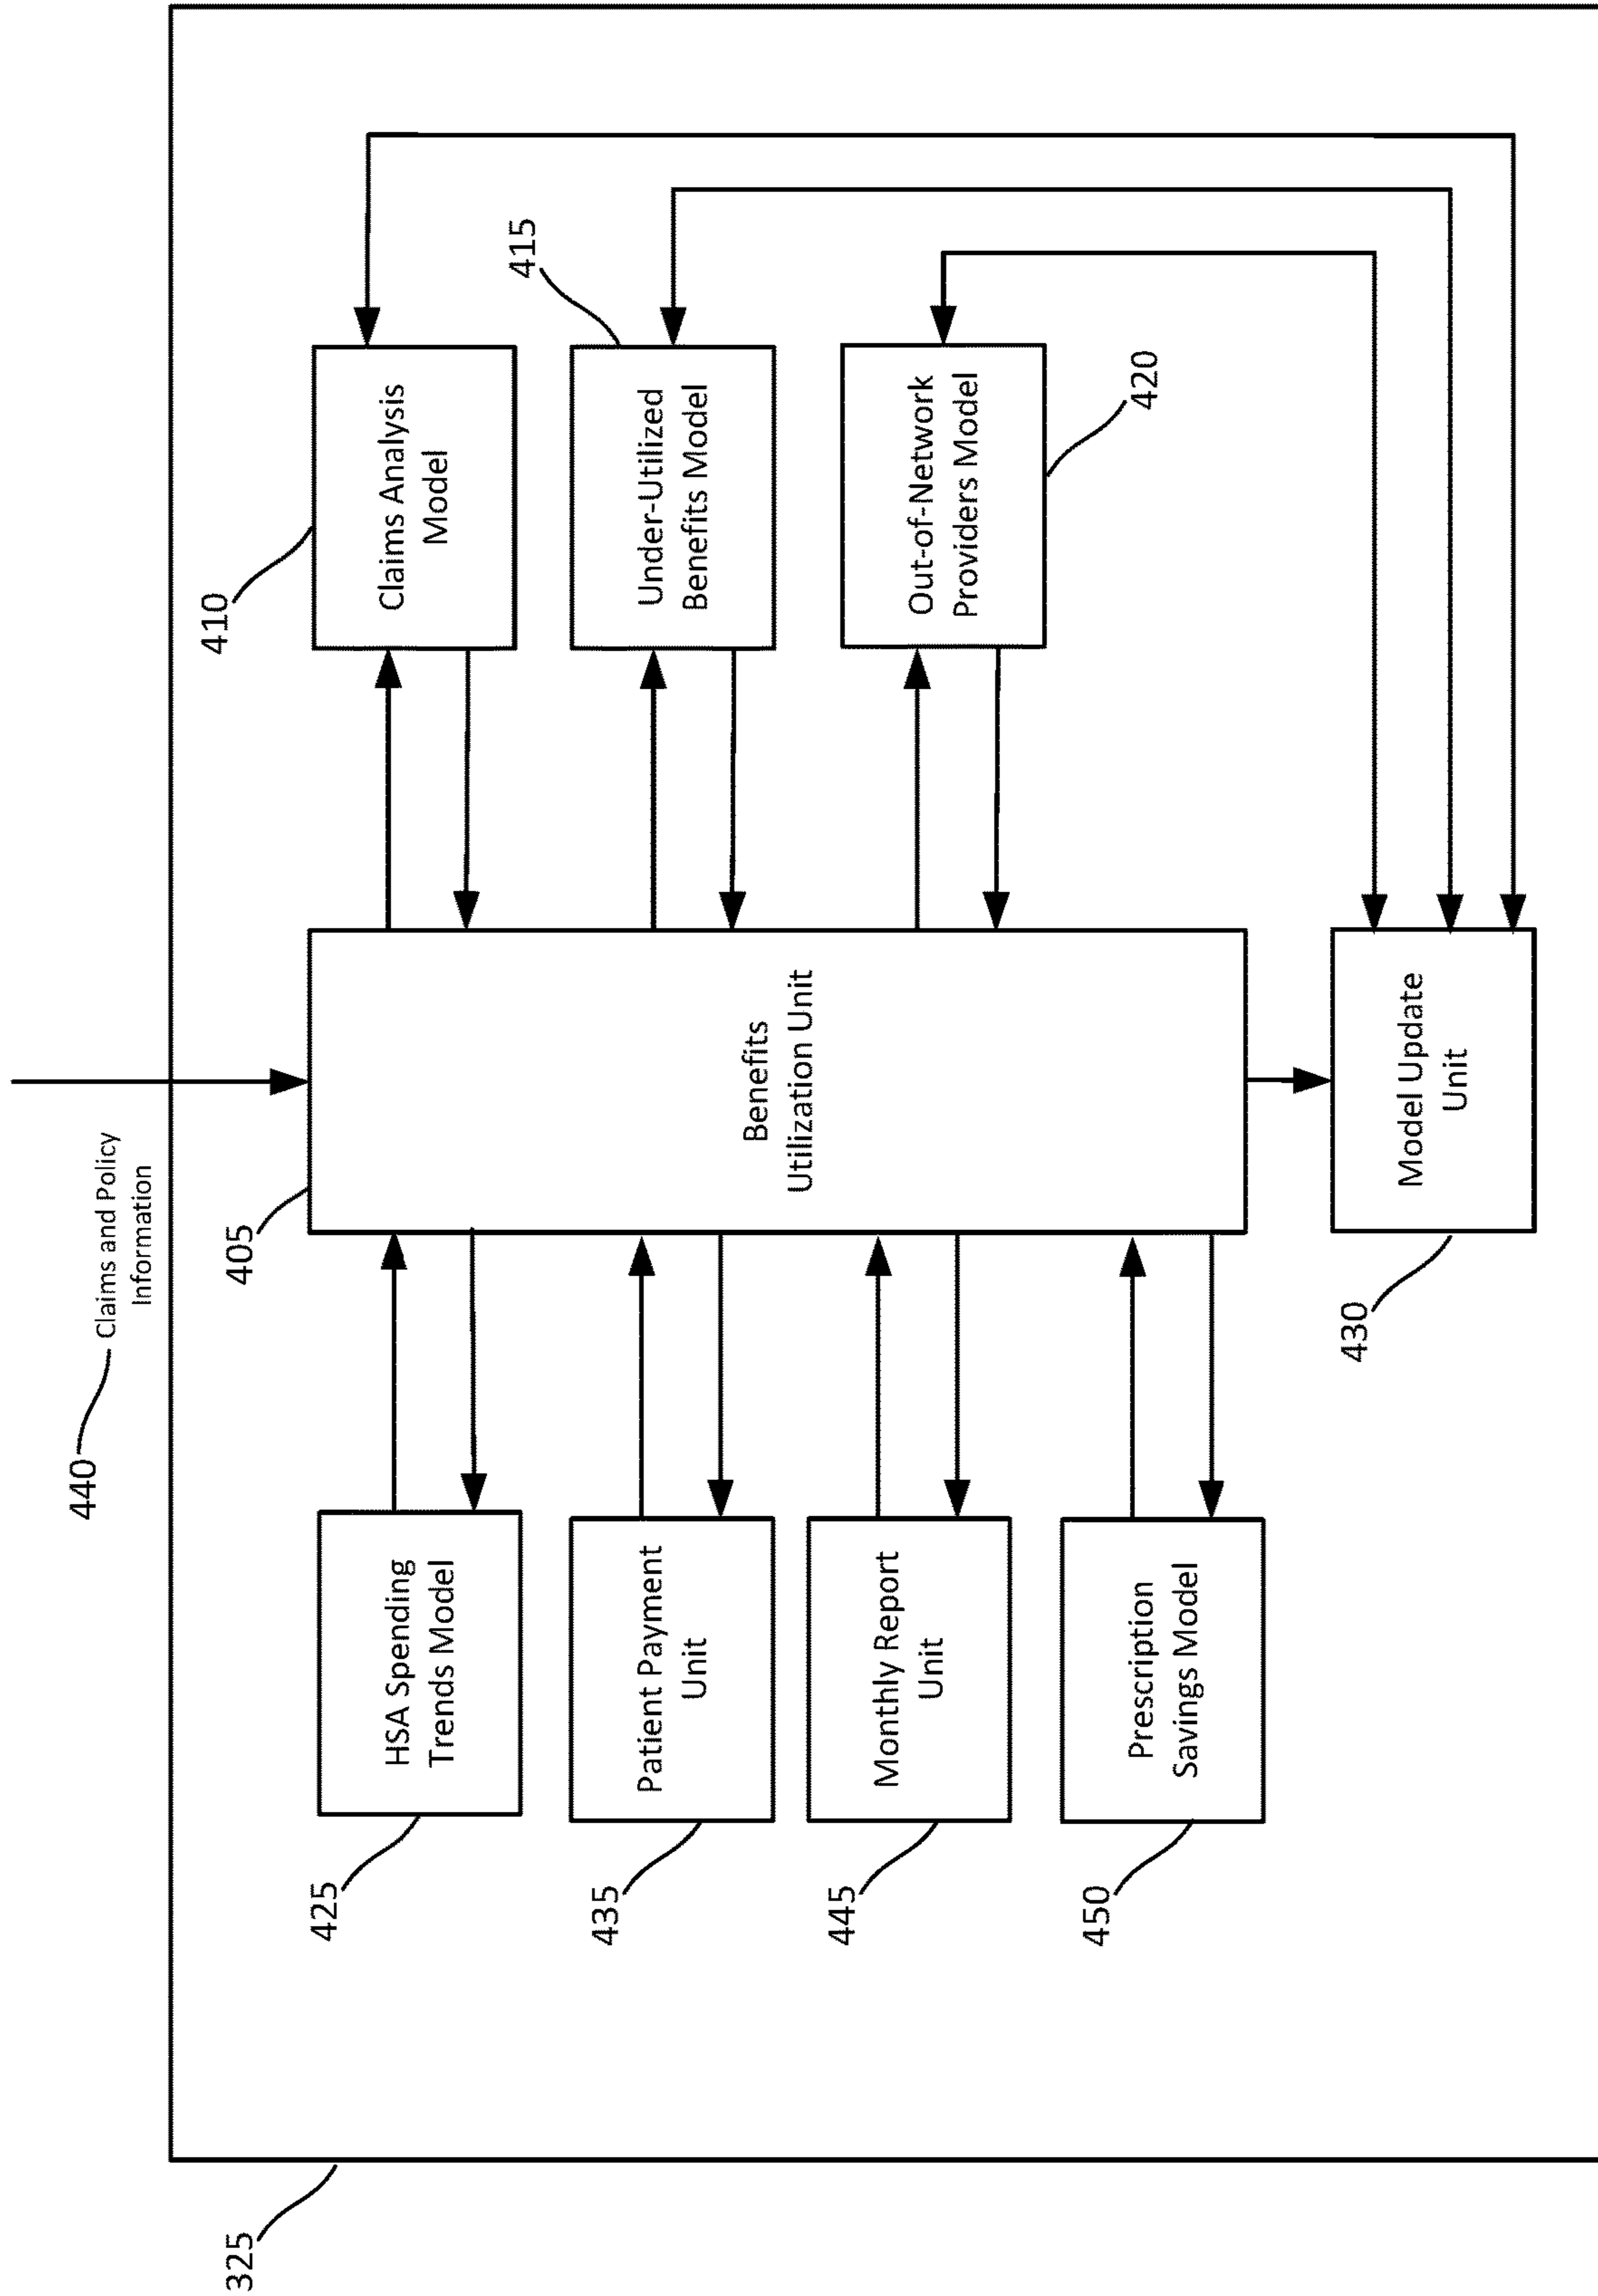 440
Claims and Policy
Information
325
405
410
415
425
HSA Spending
Trends Model
435
Patient Payment
Unit
445
Monthly Report
Unit
450
Prescription
Savings Model
Benefits
Utilization Unit
Claims Analysis
Model
Under-Utilized
Benefits Model
Out-of-Network
Providers Model
420
Model Update
Unit
430